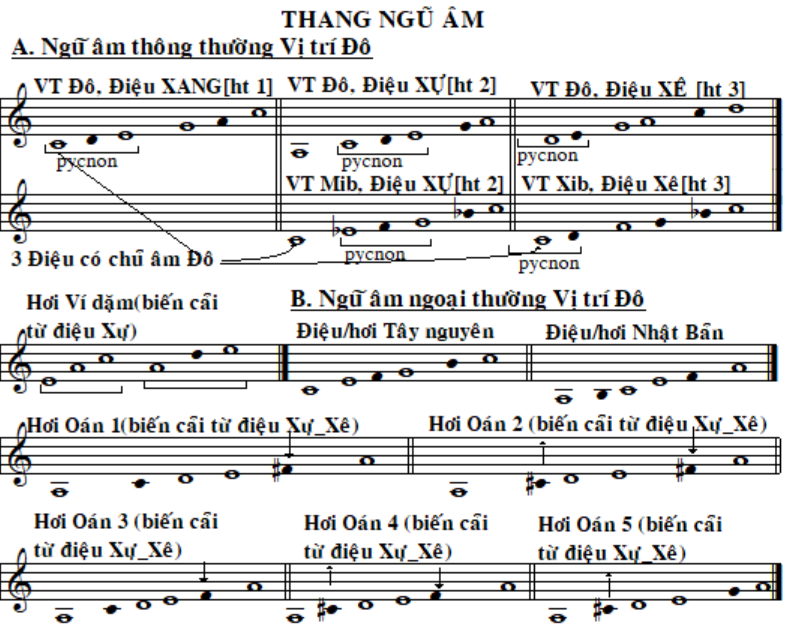 THANG NGŨ ÂM
A. Ngũ âm thông thường Vị trí Đô
VT Đô, Điệu XANG[ht 1] VT Đô, Điệu XỰ[ht 2] VT Đô, Điệu XÊ [ht 3]
pycnon pycnon pycnon
VT Mib, Điệu XỰ[ht 2] VT Xib, Điệu Xê[ht 3]
3 Điệu có chủ âm Đô pycnon pycnon
Hơi Ví dặm(biến cải
từ điệu Xự)
B. Ngũ âm ngoại thường Vị trí Đô
Điệu/hơi Tây nguyên Điệu/hơi Nhật Bản
Hơi Oán 1(biến cải từ điệu Xự_Xê) Hơi Oán 2 (biến cải từ điệu Xự_Xê)
Hơi Oán 3 (biến cải Hơi Oán 4 (biến cải Hơi Oán 5 (biến cải
từ điệu Xự_Xê) từ điệu Xự_Xê) từ điệu Xự_Xê)